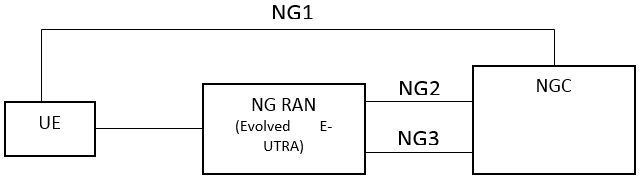 NG1
NG2
NG RAN
NGC
(Evolved E-
UE
UTRA)
NG3